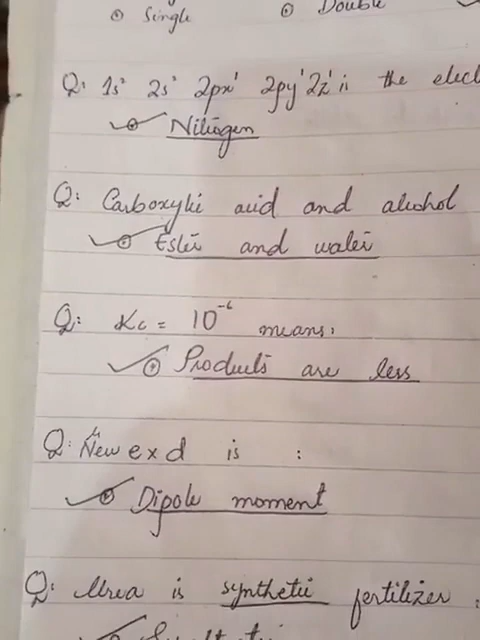 Single Double
Q: 1s² 2s² 2px¹ 2py¹ 2z¹ is the elect
Nitrogen
Q: Carboxylic acid and alcohol
Ester and water
Q: Kc = 10⁻⁶ means:
Products are less
Q: New e x d is :
Dipole moment
Q: Urea is synthetic fertilizer :